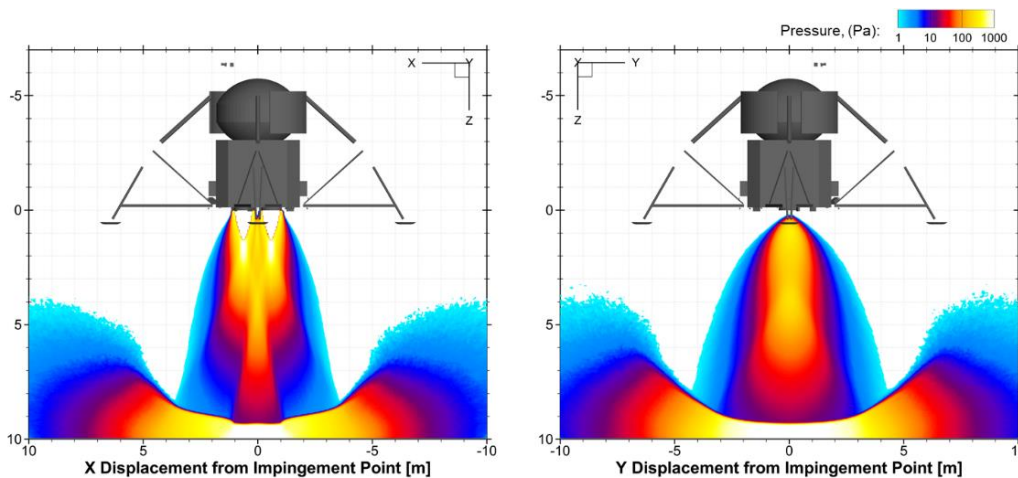 Pressure, (Pa):
1 10 100 1000
X Y
Z
X Y
Z
-5
0
5
10
10 5 0 -5 -10
X Displacement from Impingement Point [m]
-5
0
5
10
-10 -5 0 5 1
Y Displacement from Impingement Point [m]